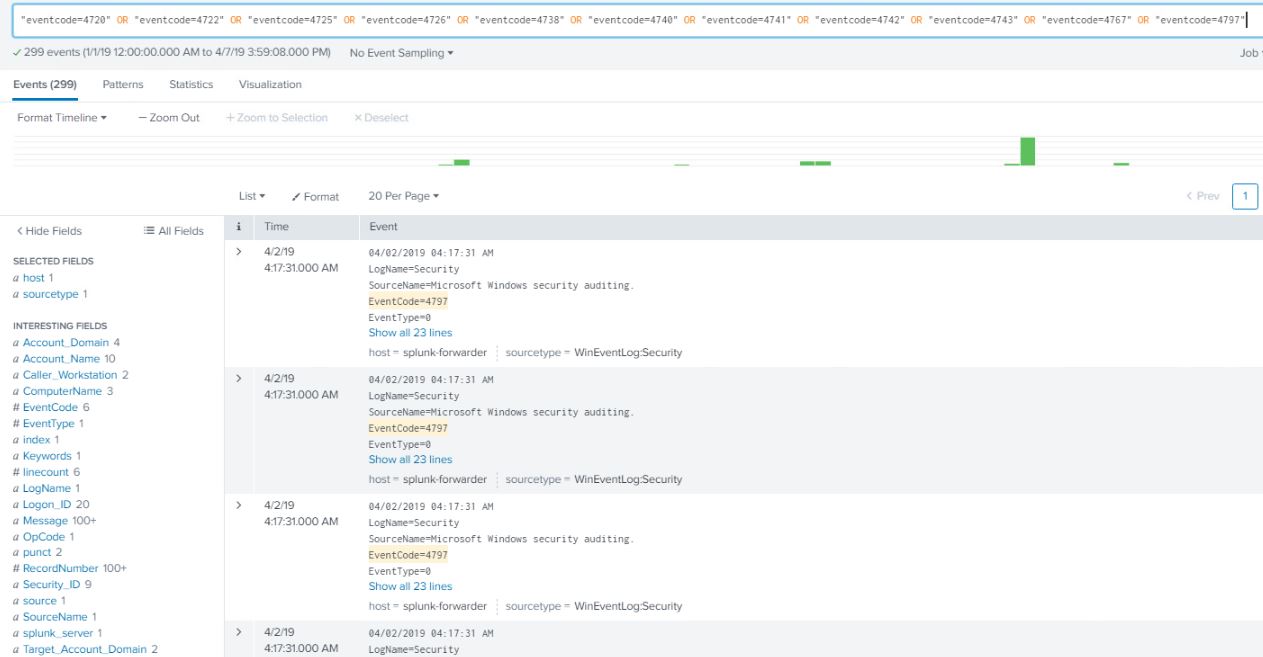 "eventcode=4720" OR "eventcode=4722" OR "eventcode=4725" OR "eventcode=4726" OR "eventcode=4738" OR "eventcode=4740" OR "eventcode=4741" OR "eventcode=4742" OR "eventcode=4743" OR "eventcode=4767" OR "eventcode=4797"
✓ 299 events (1/1/19 12:00:00.000 AM to 4/7/19 3:59:08.000 PM) No Event Sampling ▾ Job
Events (299) Patterns Statistics Visualization
Format Timeline ▾ – Zoom Out + Zoom to Selection × Deselect
List ▾ Format 20 Per Page ▾ < Prev 1
< Hide Fields All Fields
SELECTED FIELDS
a host 1
a sourcetype 1
INTERESTING FIELDS
a Account_Domain 4
a Account_Name 10
a Caller_Workstation 2
a ComputerName 3
# EventCode 6
# EventType 1
a index 1
a Keywords 1
# linecount 6
a LogName 1
a Logon_ID 20
a Message 100+
a OpCode 1
a punct 2
# RecordNumber 100+
a Security_ID 9
a source 1
a SourceName 1
a splunk_server 1
a Target_Account_Domain 2
i Time Event
> 4/2/19 04/02/2019 04:17:31 AM
4:17:31.000 AM LogName=Security
SourceName=Microsoft Windows security auditing.
EventCode=4797
EventType=0
Show all 23 lines
host = splunk-forwarder sourcetype = WinEventLog:Security
> 4/2/19 04/02/2019 04:17:31 AM
4:17:31.000 AM LogName=Security
SourceName=Microsoft Windows security auditing.
EventCode=4797
EventType=0
Show all 23 lines
host = splunk-forwarder sourcetype = WinEventLog:Security
> 4/2/19 04/02/2019 04:17:31 AM
4:17:31.000 AM LogName=Security
SourceName=Microsoft Windows security auditing.
EventCode=4797
EventType=0
Show all 23 lines
host = splunk-forwarder sourcetype = WinEventLog:Security
> 4/2/19 04/02/2019 04:17:31 AM
4:17:31.000 AM LogName=Security